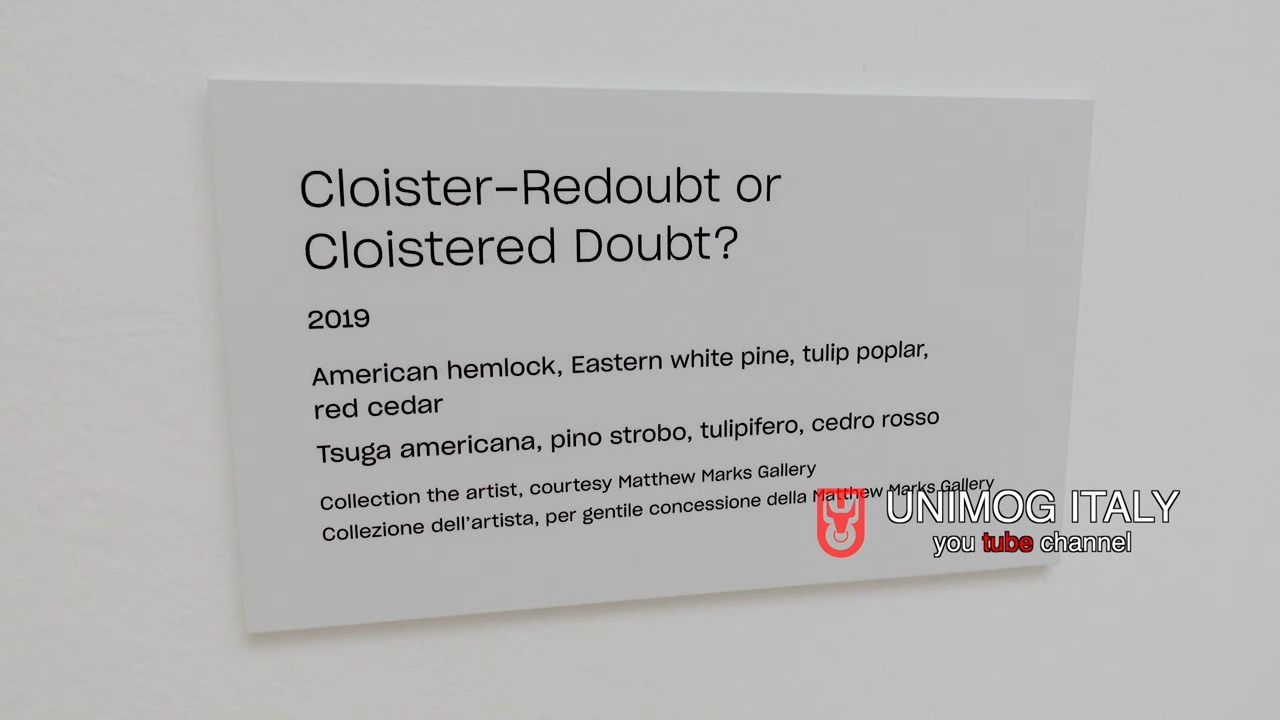 Cloister-Redoubt or
Cloistered Doubt?
2019
American hemlock, Eastern white pine, tulip poplar,
red cedar
Tsuga americana, pino strobo, tulipifero, cedro rosso
Collection the artist, courtesy Matthew Marks Gallery
Collezione dell'artista, per gentile concessione della Matthew Marks Gallery
UNIMOG ITALY
you tube channel